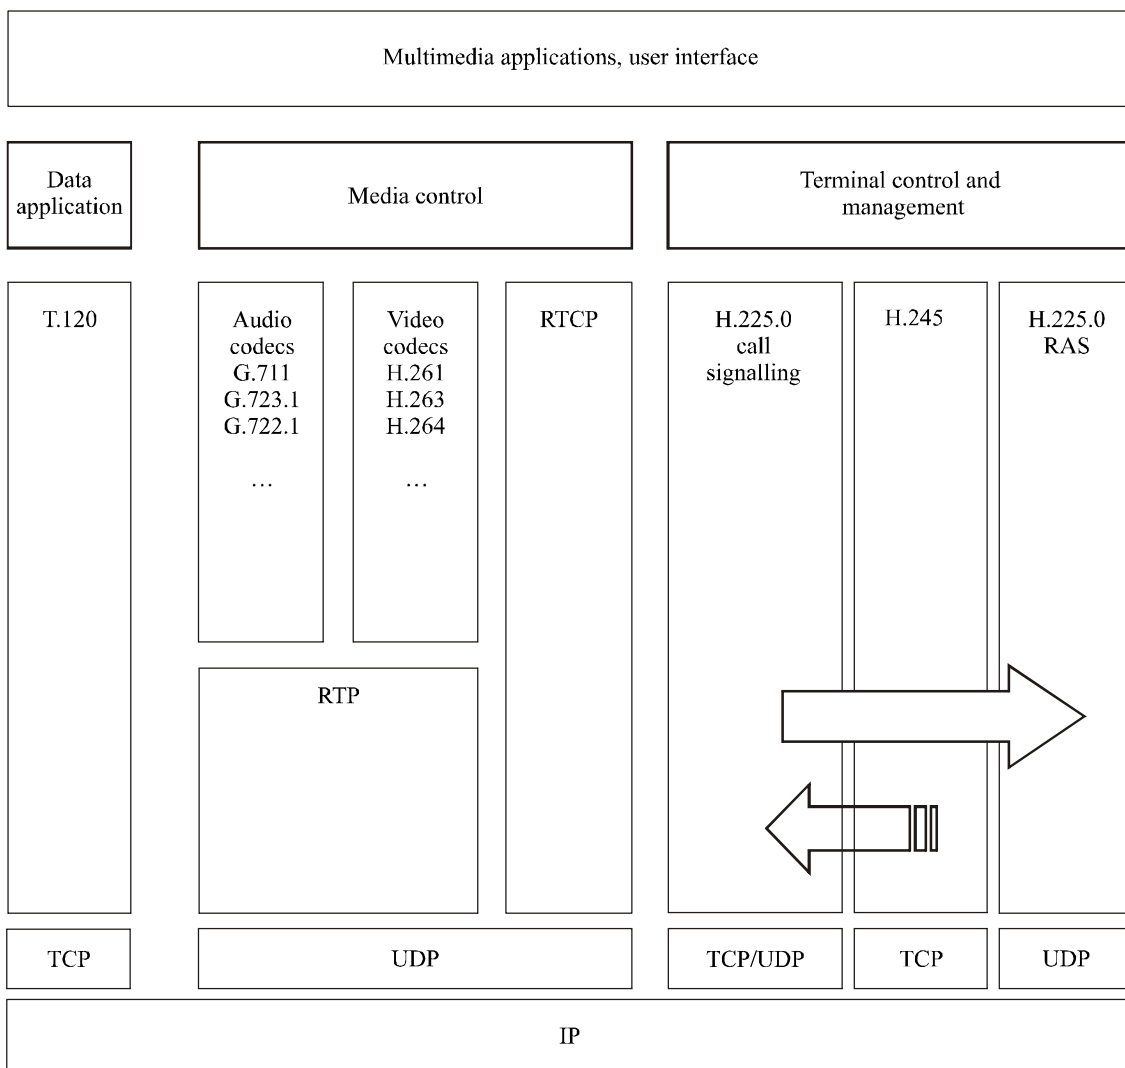 Multimedia applications, user interface
Data
application
Media control
Terminal control and
management
T.120
Audio
codecs
G.711
G.723.1
G.722.1
…
Video
codecs
H.261
H.263
H.264
…
RTCP
H.225.0
call
signalling
H.245
H.225.0
RAS
RTP
TCP
UDP
TCP/UDP
TCP
UDP
IP